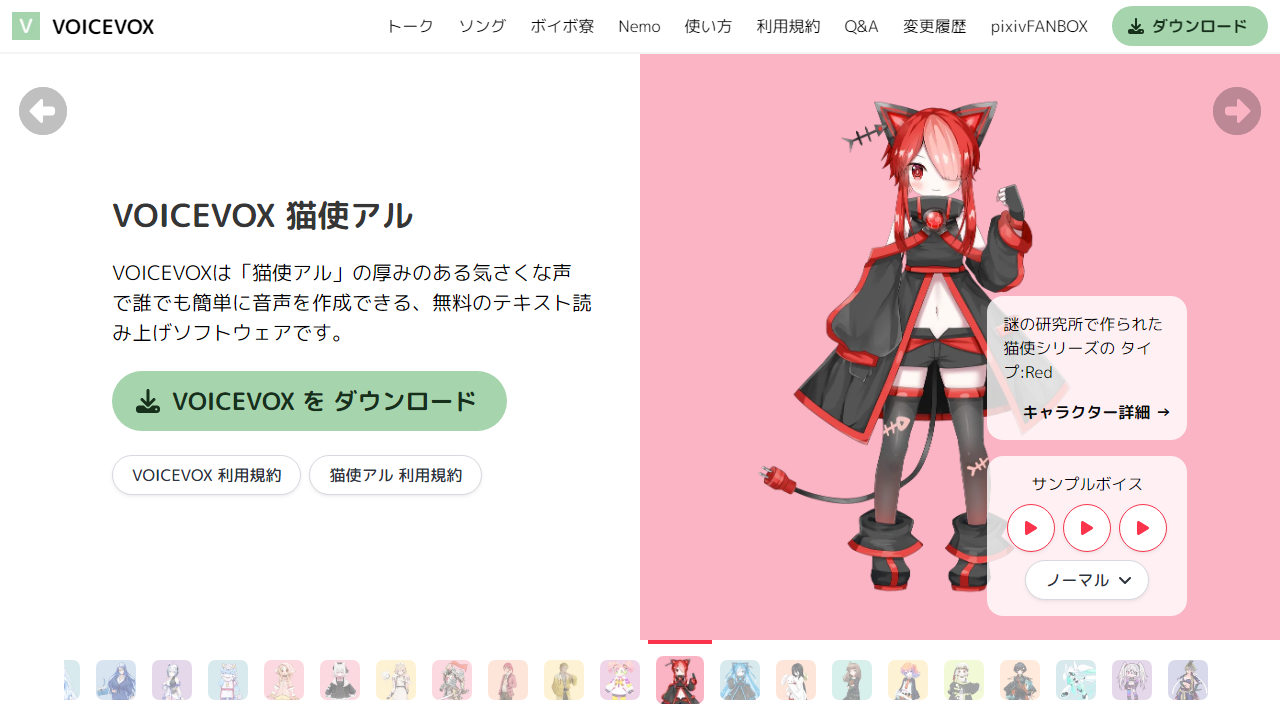 V VOICEVOX トーク ソング ボイボ寮 Nemo 使い方 利用規約 Q&A 変更履歴 pixivFANBOX ダウンロード
VOICEVOX 猫使アル
VOICEVOXは「猫使アル」の厚みのある気さくな声
で誰でも簡単に音声を作成できる、無料のテキスト読
み上げソフトウェアです。
VOICEVOX を ダウンロード
VOICEVOX 利用規約 猫使アル 利用規約
謎の研究所で作られた
猫使シリーズの タイ
プ:Red
キャラクター詳細 →
サンプルボイス
ノーマル